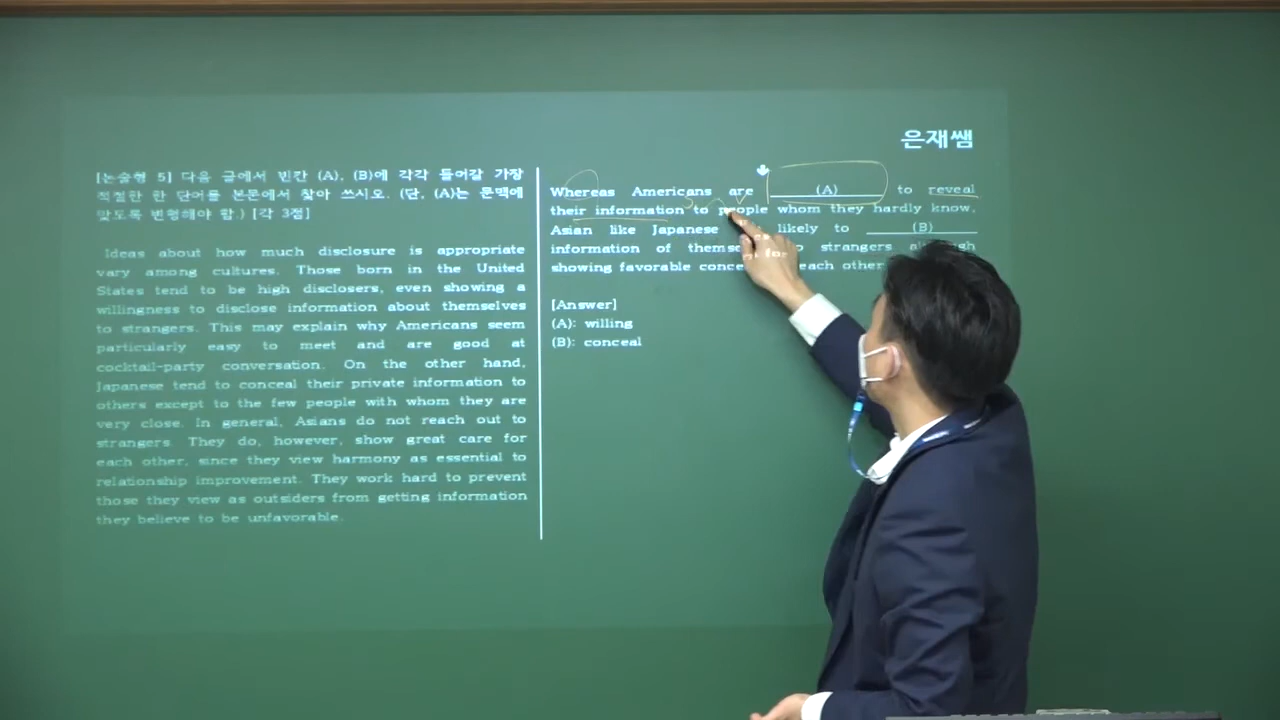 은재쌤
[논술형 5] 다음 글에서 빈칸 (A), (B)에 각각 들어갈 가장
적절한 한 단어를 본문에서 찾아 쓰시오. (단, (A)는 문맥에
맞도록 변형해야 함.) [각 3점]
Ideas about how much disclosure is appropriate
vary among cultures. Those born in the United
States tend to be high disclosers, even showing a
willingness to disclose information about themselves
to strangers. This may explain why Americans seem
particularly easy to meet and are good at
cocktail-party conversation. On the other hand,
Japanese tend to conceal their private information to
others except to the few people with whom they are
very close. In general, Asians do not reach out to
strangers. They do, however, show great care for
each other, since they view harmony as essential to
relationship improvement. They work hard to prevent
those they view as outsiders from getting information
they believe to be unfavorable.
Whereas Americans are (A) to reveal
their information to people whom they hardly know,
Asian like Japanese likely to (B)
information of strangers
showing favorable each other
[Answer]
(A): willing
(B): conceal